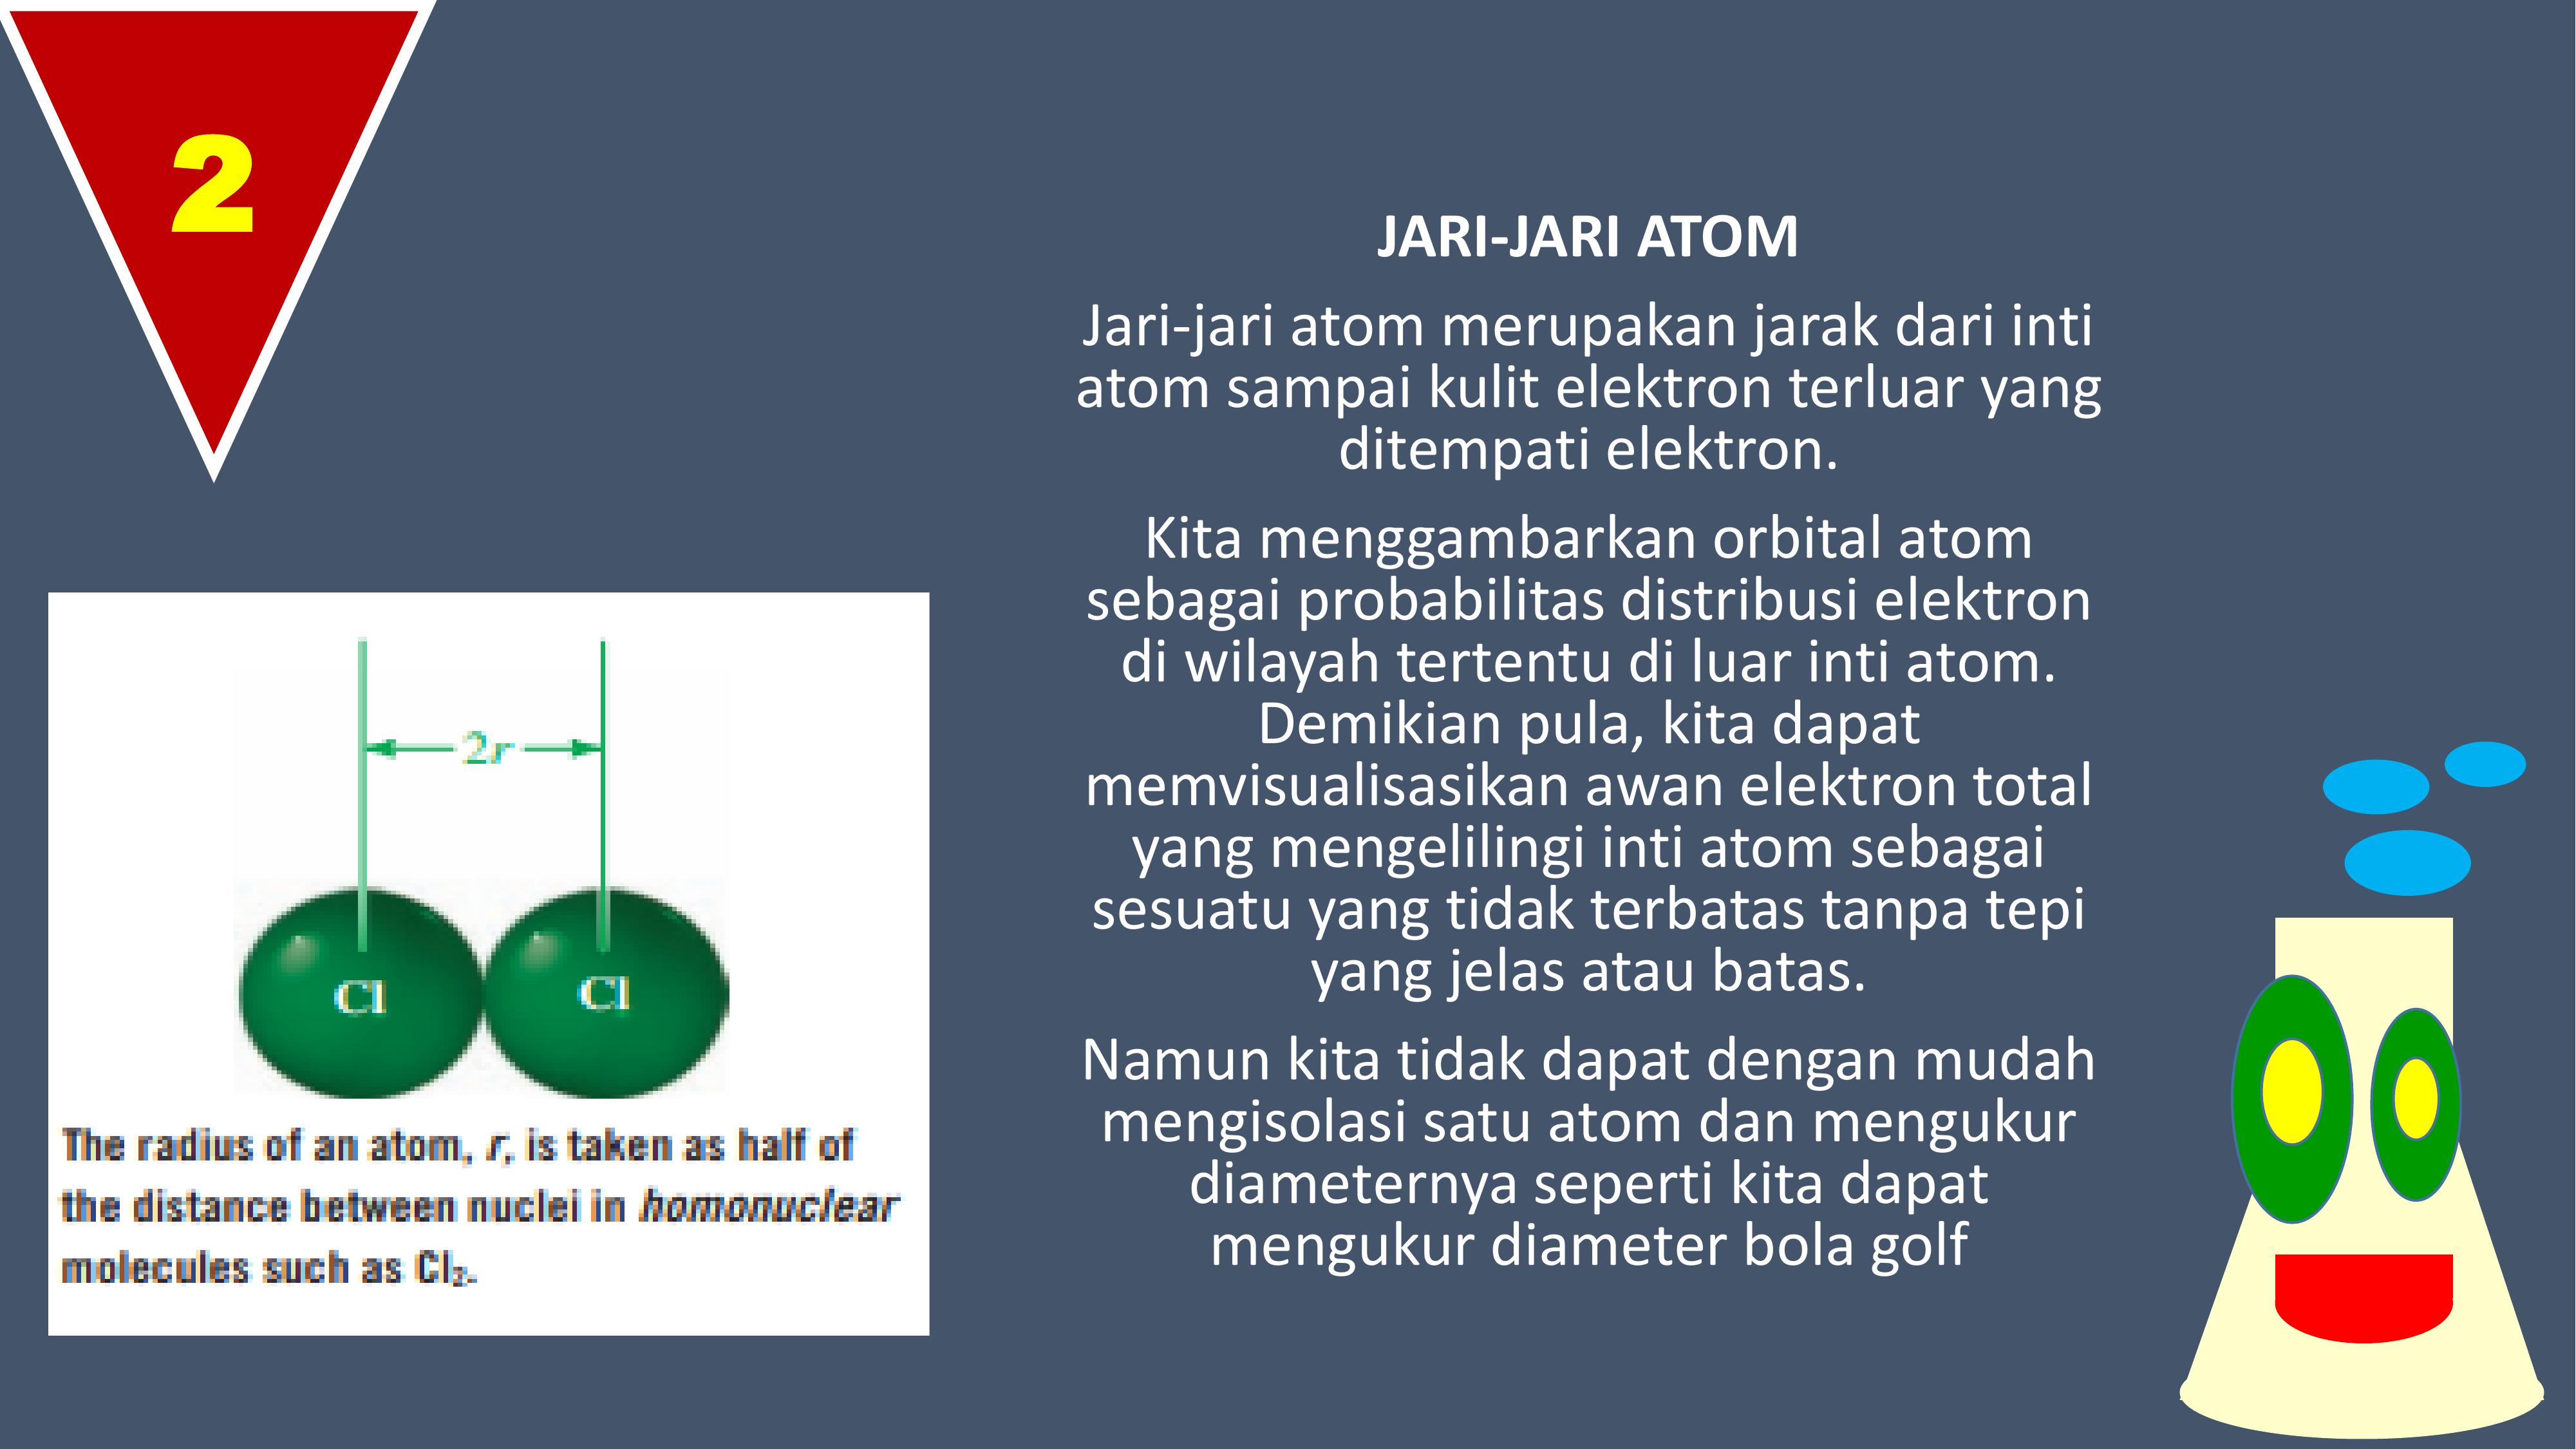 2
JARI-JARI ATOM
Jari-jari atom merupakan jarak dari inti
atom sampai kulit elektron terluar yang
ditempati elektron.
Kita menggambarkan orbital atom
sebagai probabilitas distribusi elektron
di wilayah tertentu di luar inti atom.
Demikian pula, kita dapat
memvisualisasikan awan elektron total
yang mengelilingi inti atom sebagai
sesuatu yang tidak terbatas tanpa tepi
yang jelas atau batas.
Namun kita tidak dapat dengan mudah
mengisolasi satu atom dan mengukur
diameternya seperti kita dapat
mengukur diameter bola golf
2r
Cl Cl
The radius of an atom, r, is taken as half of
the distance between nuclei in homonuclear
molecules such as Cl₂.